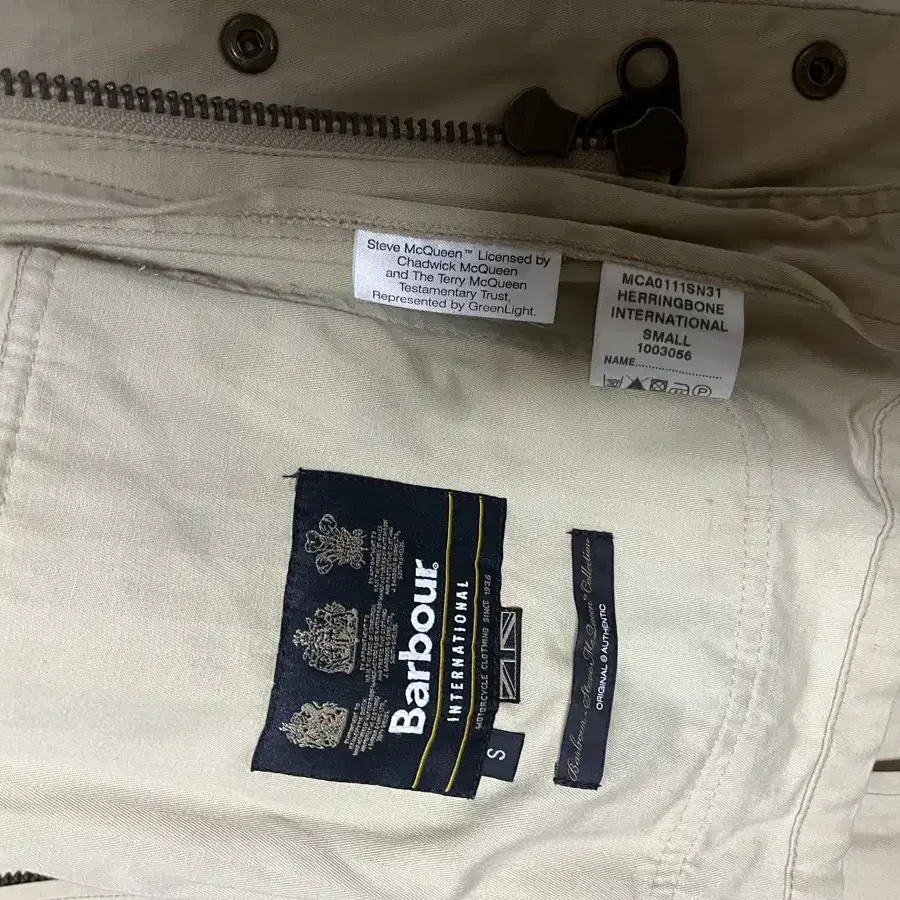 Steve McQueen™ Licensed by
Chadwick McQueen
and The Terry McQueen
Testamentary Trust,
Represented by GreenLight.
MCA0111SN31
HERRINGBONE
INTERNATIONAL
SMALL
1003056
NAME....................
30
P
Barbour
INTERNATIONAL
MOTORCYCLE CLOTHING SINCE 1936
S
Barbour - Steve McQueen™ Collection
ORIGINAL & AUTHENTIC